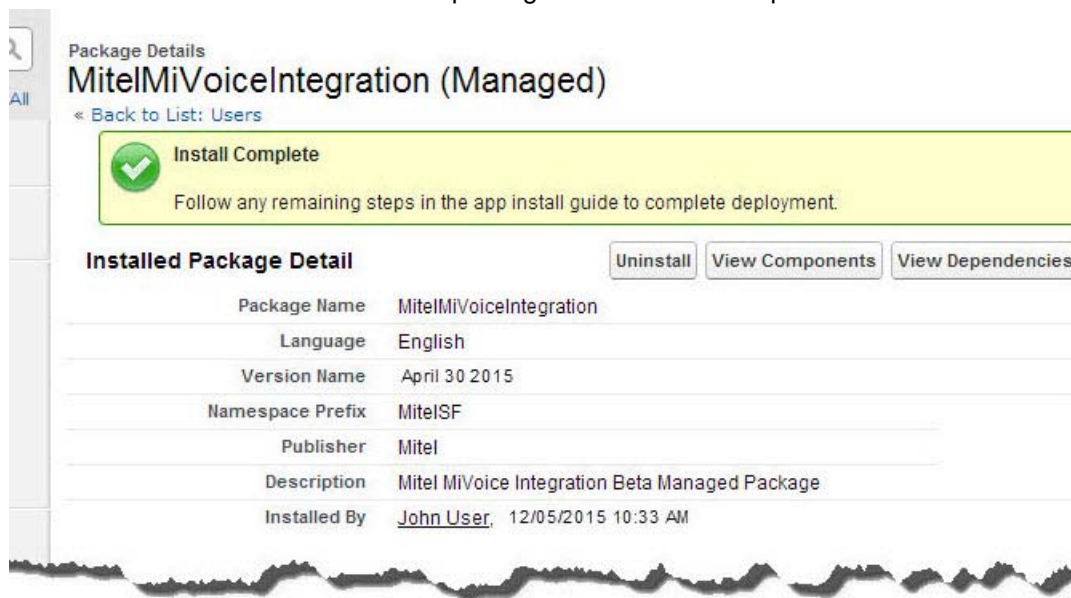 Package Details
MitelMiVoiceIntegration (Managed)
All
« Back to List: Users
Install Complete
Follow any remaining steps in the app install guide to complete deployment.
Installed Package Detail Uninstall View Components View Dependencies
Package Name MitelMiVoiceIntegration
Language English
Version Name April 30 2015
Namespace Prefix MitelSF
Publisher Mitel
Description Mitel MiVoice Integration Beta Managed Package
Installed By John User, 12/05/2015 10:33 AM